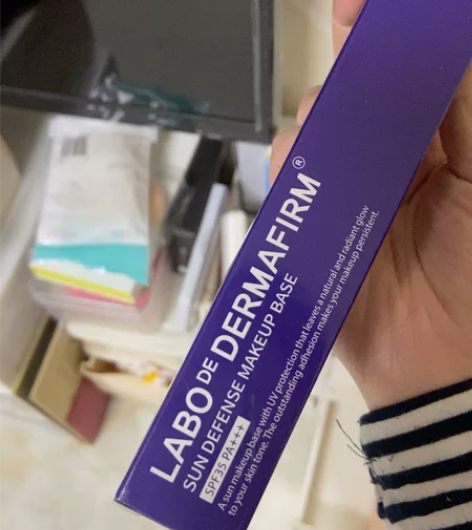 LABO DE DERMAFIRM®
SUN DEFENSE MAKEUP BASE
SPF35 PA+++
A sun makeup base with UV protection that leaves a natural and radiant glow
to your skin tone. The outstanding adhesion makes your makeup persistent.